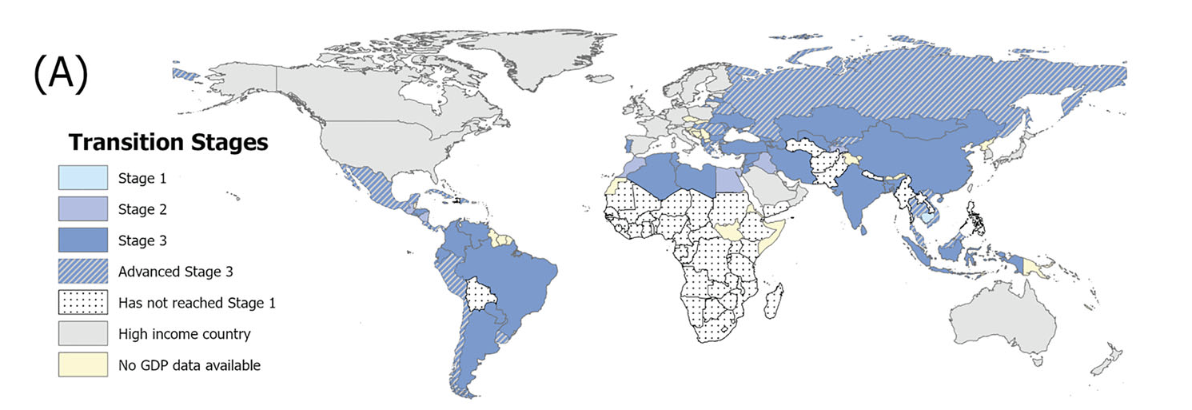 (A)
Transition Stages
Stage 1
Stage 2
Stage 3
Advanced Stage 3
Has not reached Stage 1
High income country
No GDP data available